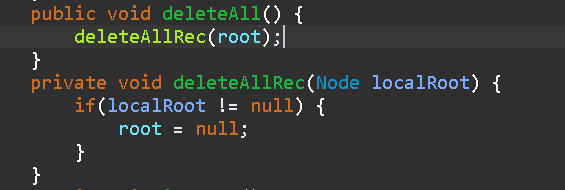 public void deleteAll() {
deleteAllRec(root);
}
private void deleteAllRec(Node localRoot) {
if(localRoot != null) {
root = null;
}
}